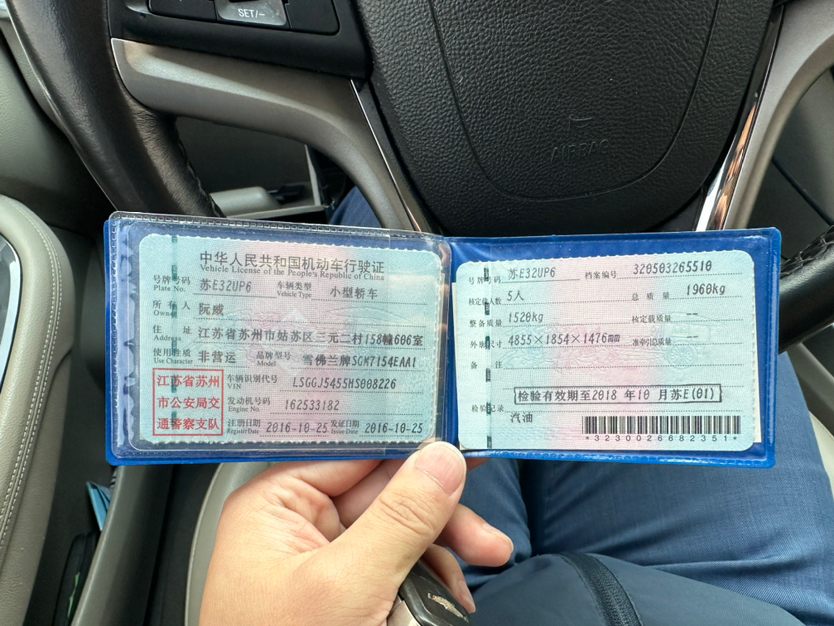 SET/-
AIRBAG
中华人民共和国机动车行驶证
Vehicle License of the People's Republic of China
号牌号码 苏E32UP6 车辆类型 小型轿车
Plate No. Vehicle Type
所有人 阮威
Owner
住址 江苏省苏州市姑苏区三元二村158幢606室
Address
使用性质 非营运 品牌型号 雪佛兰牌SGM7154EAA1
Use Character Model
江苏省苏州
市公安局交
通警察支队
车辆识别代号 LSGGJ5455HS008226
VIN
发动机号码 162533182
Engine No.
注册日期 2016-10-25 发证日期 2016-10-25
Register Date Issue Date
号牌号码 苏E32UP6 档案编号 320503265510
核定载人数 5人 总质量 1960kg
整备质量 1520kg 核定载质量 --
外廓尺寸 4855×1854×1476mm 准牵引总质量 --
备注
检验有效期至2018 年10 月苏E(01)
检验记录
汽油
*3230026682351*